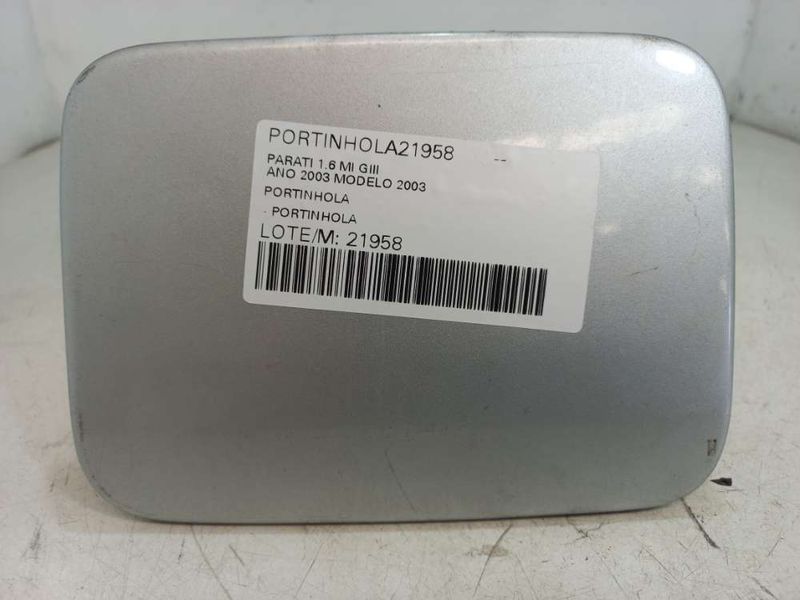 PORTINHOLA21958 --
PARATI 1.6 MI GIII
ANO 2003 MODELO 2003
PORTINHOLA
- PORTINHOLA
LOTE/M: 21958